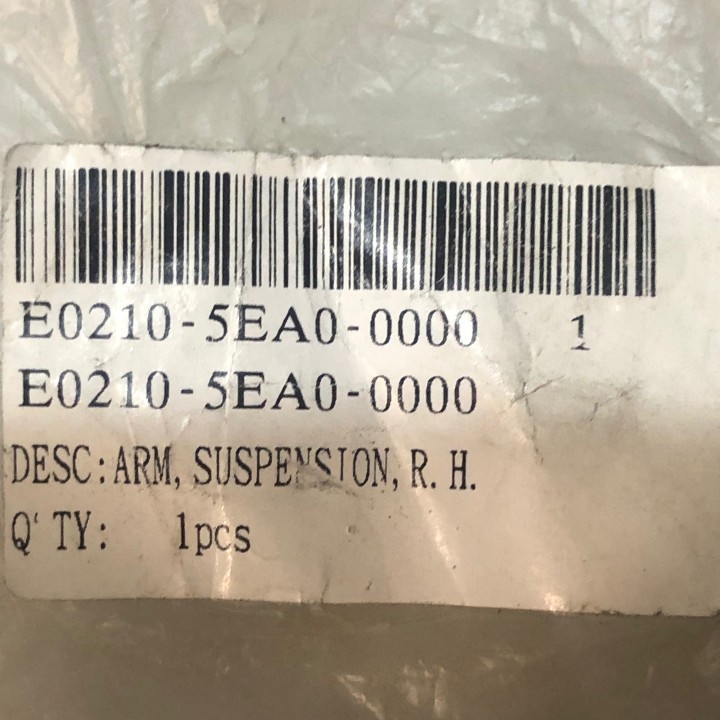 E0210-5EA0-0000 1
E0210-5EA0-0000
DESC:ARM, SUSPENSION, R. H.
Q'TY: 1pcs